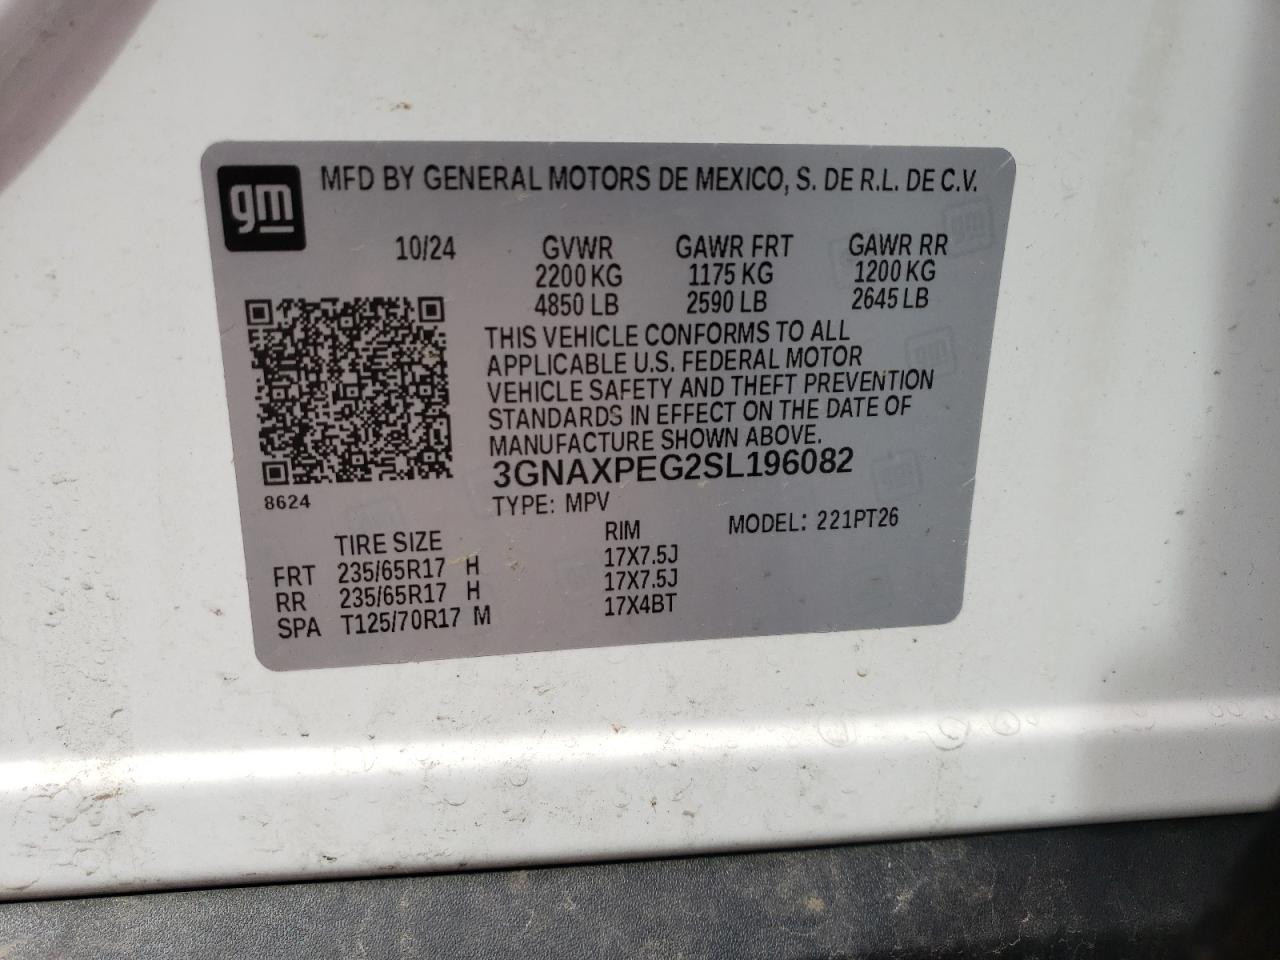 gm
MFD BY GENERAL MOTORS DE MEXICO, S. DE R.L. DE C.V.
10/24 GVWR GAWR FRT GAWR RR
2200 KG 1175 KG 1200 KG
4850 LB 2590 LB 2645 LB
THIS VEHICLE CONFORMS TO ALL
APPLICABLE U.S. FEDERAL MOTOR
VEHICLE SAFETY AND THEFT PREVENTION
STANDARDS IN EFFECT ON THE DATE OF
MANUFACTURE SHOWN ABOVE.
3GNAXPEG2SL196082
8624
TYPE: MPV MODEL: 221PT26
TIRE SIZE RIM
FRT 235/65R17 H 17X7.5J
RR 235/65R17 H 17X7.5J
SPA T125/70R17 M 17X4BT